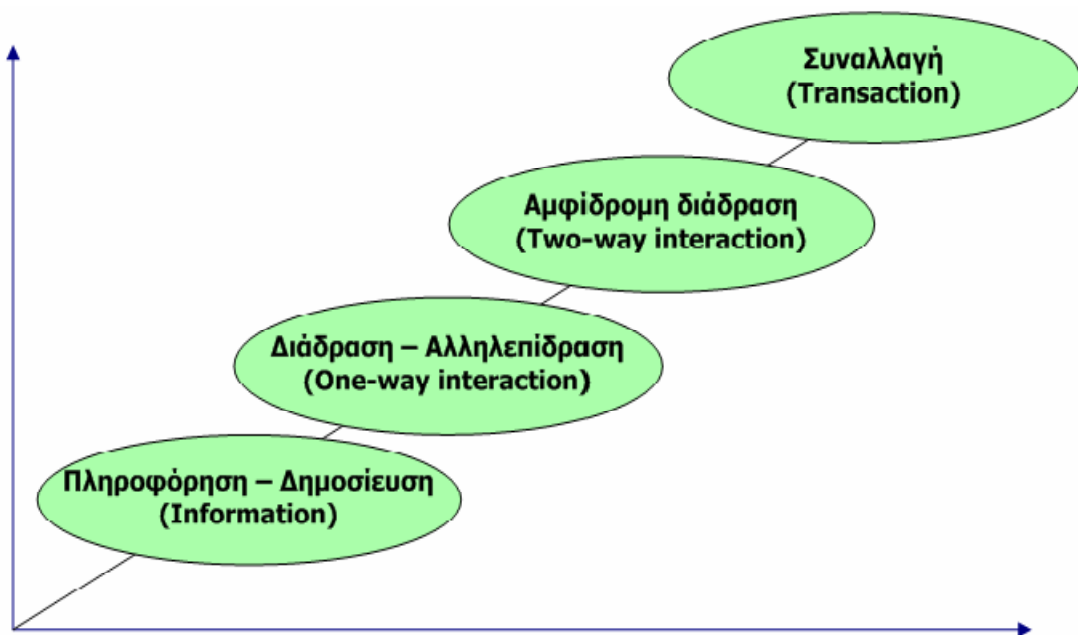 Συναλλαγή
(Transaction)
Αμφίδρομη διάδραση
(Two-way interaction)
Διάδραση – Αλληλεπίδραση
(One-way interaction)
Πληροφόρηση – Δημοσίευση
(Information)